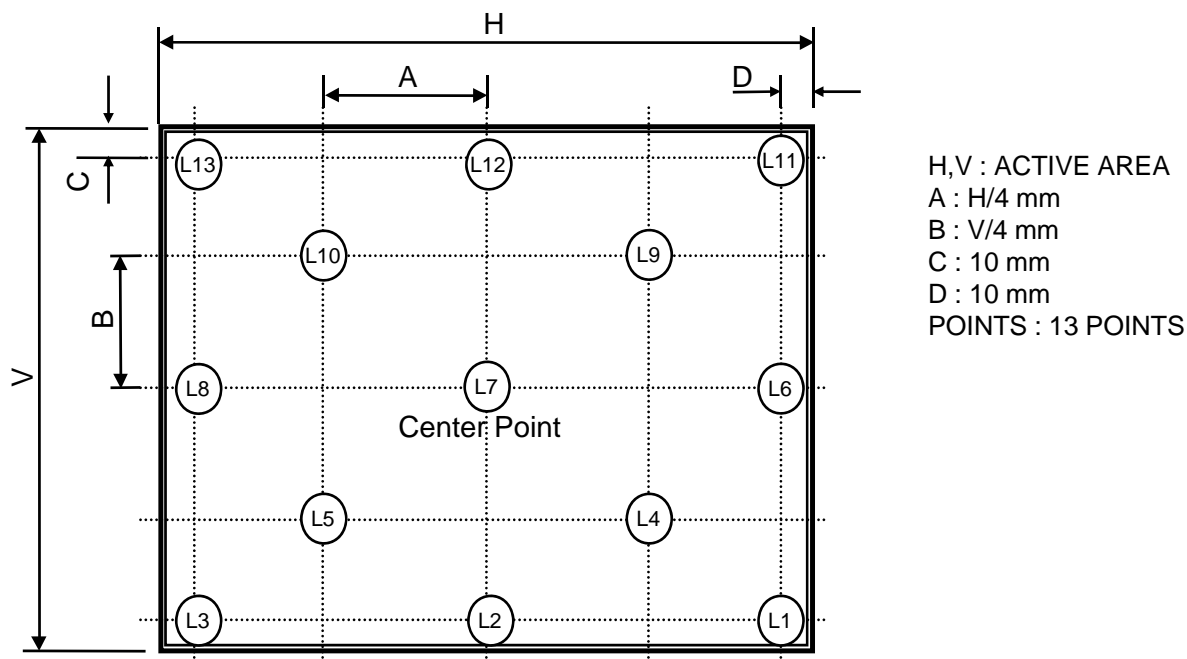 H
A
D
L13
L12
L11
C
H,V : ACTIVE AREA
A : H/4 mm
B : V/4 mm
C : 10 mm
D : 10 mm
POINTS : 13 POINTS
L10
L9
B
V
L8
L7
L6
Center Point
L5
L4
L3
L2
L1